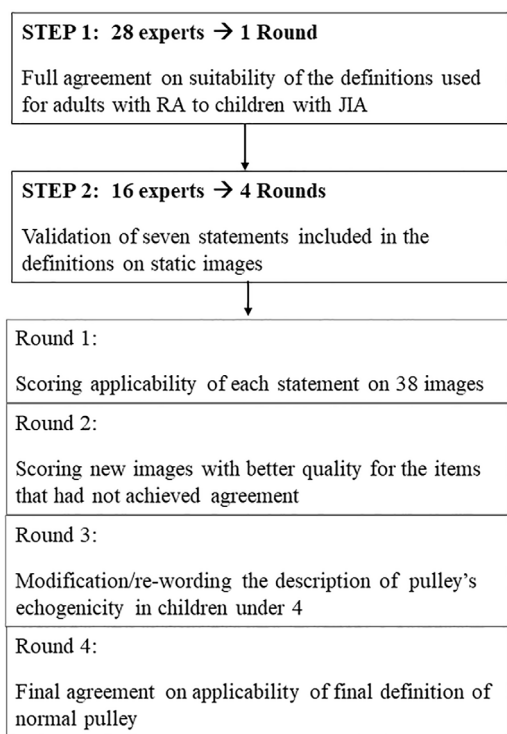 STEP 1: 28 experts → 1 Round
Full agreement on suitability of the definitions used
for adults with RA to children with JIA
STEP 2: 16 experts → 4 Rounds
Validation of seven statements included in the
definitions on static images
Round 1:
Scoring applicability of each statement on 38 images
Round 2:
Scoring new images with better quality for the items
that had not achieved agreement
Round 3:
Modification/re-wording the description of pulley's
echogenicity in children under 4
Round 4:
Final agreement on applicability of final definition of
normal pulley